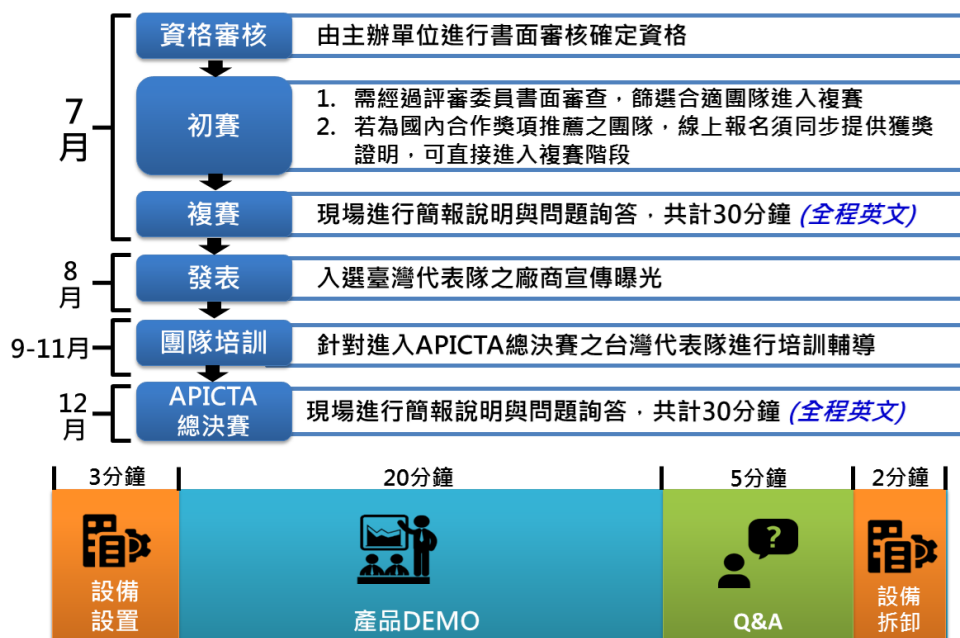 7
月
資格審核
由主辦單位進行書面審核確定資格
初賽
1. 需經過評審委員書面審查，篩選合適團隊進入複賽
2. 若為國內合作獎項推薦之團隊，線上報名須同步提供獲獎
證明，可直接進入複賽階段
複賽
現場進行簡報說明與問題詢答，共計30分鐘 (全程英文)
8
月
發表
入選臺灣代表隊之廠商宣傳曝光
9-11月
團隊培訓
針對進入APICTA總決賽之台灣代表隊進行培訓輔導
12
月
APICTA
總決賽
現場進行簡報說明與問題詢答，共計30分鐘 (全程英文)
3分鐘
20分鐘
5分鐘
2分鐘
設備
設置
產品DEMO
?
Q&A
設備
拆卸